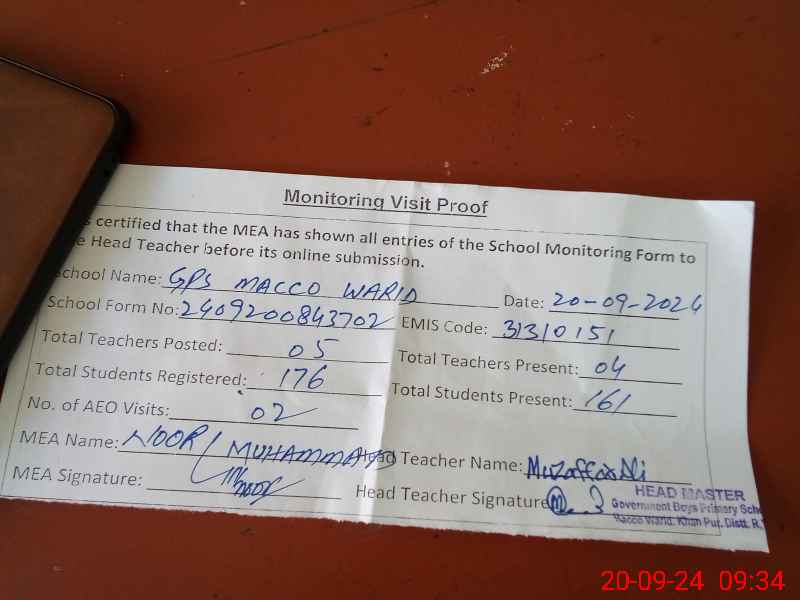 Monitoring Visit Proof
certified that the MEA has shown all entries of the School Monitoring Form to
Head Teacher before its online submission.
School Name: GPS MACCO WARID Date: 20-09-2024
School Form No: 2409200843702 EMIS Code: 31310151
Total Teachers Posted: 05 Total Teachers Present: 04
Total Students Registered: 176 Total Students Present: 161
No. of AEO Visits: 02
MEA Name: NOOR MUHAMMAD Teacher Name: Muzaffar Ali
MEA Signature: Head Teacher Signature
HEAD MASTER
Government Boys Primary
Khan Pur. Distt. R.
20-09-24 09:34